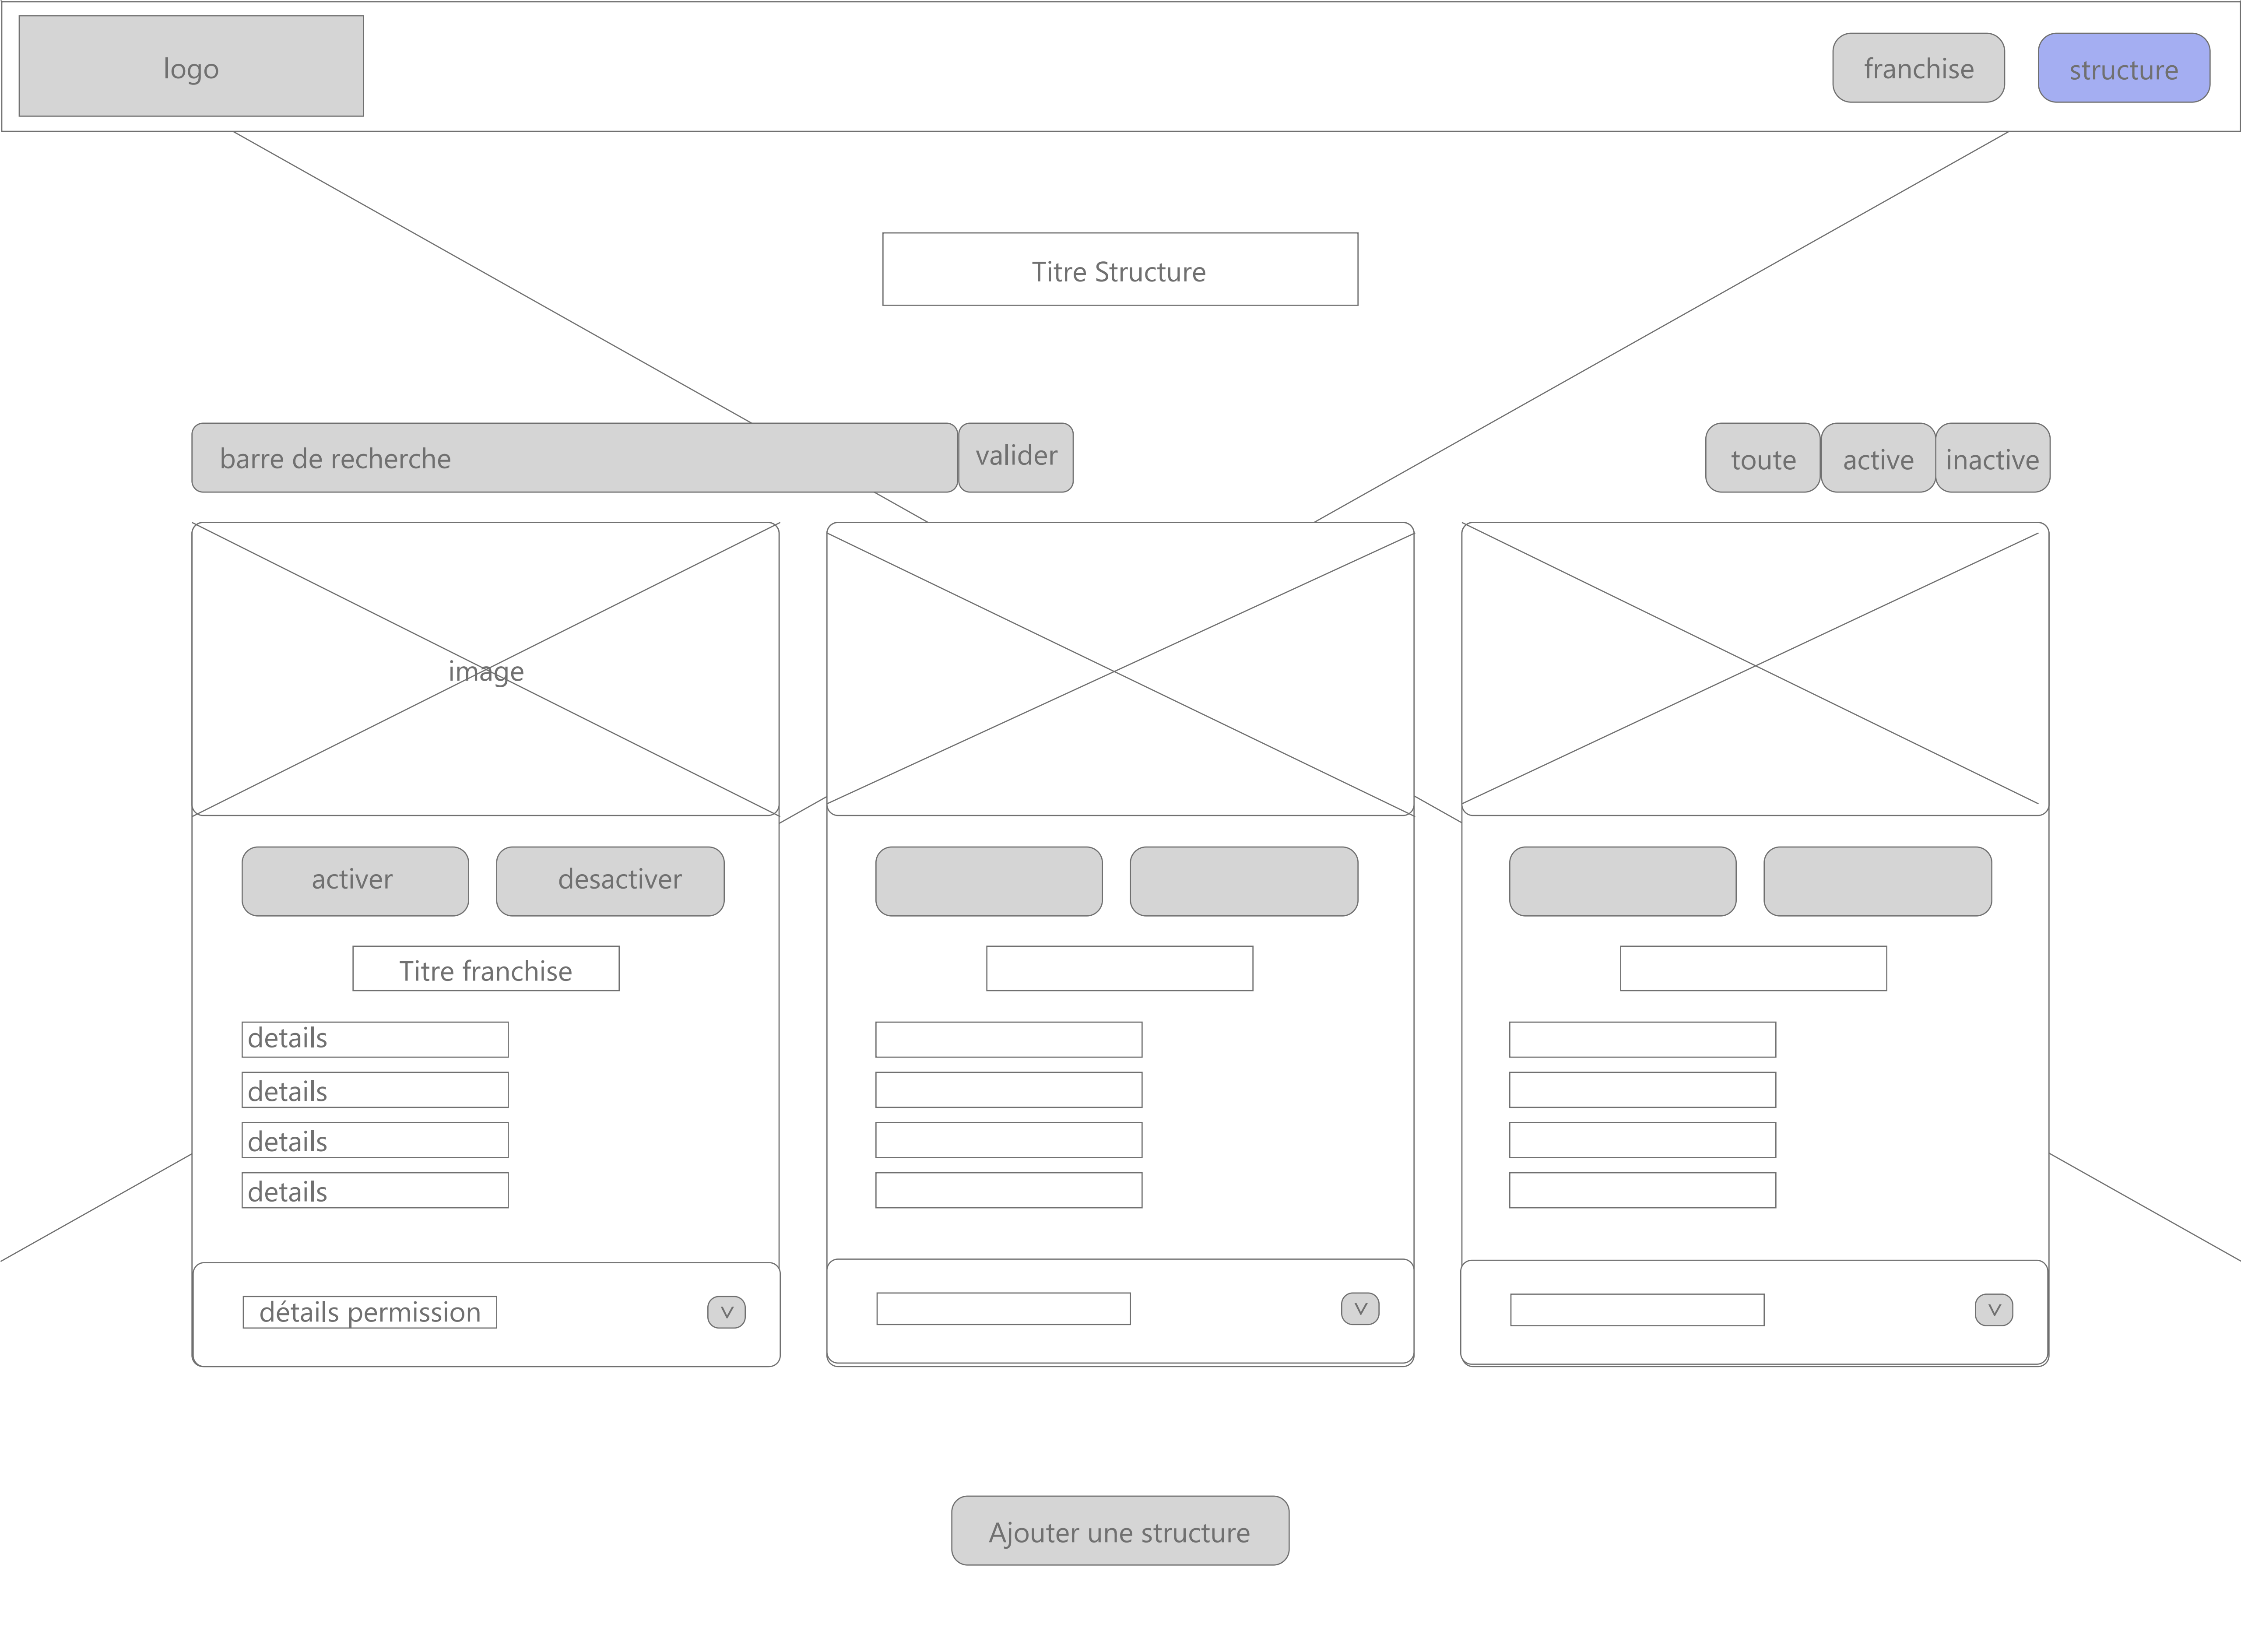 logo
franchise
structure
Titre Structure
barre de recherche
valider
toute
active
inactive
image
activer
desactiver
Titre franchise
details
details
details
details
détails permission
v
v
v
Ajouter une structure